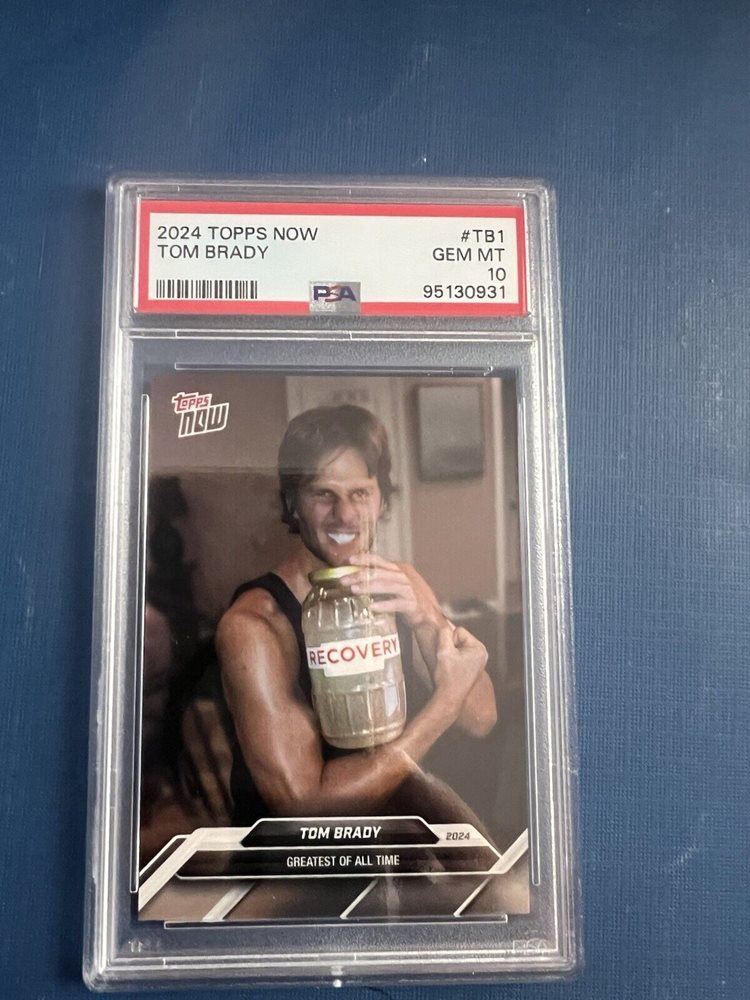 2024 TOPPS NOW #TB1
TOM BRADY GEM MT
10
PSA 95130931
topps
now
RECOVERY
TOM BRADY 2024
GREATEST OF ALL TIME